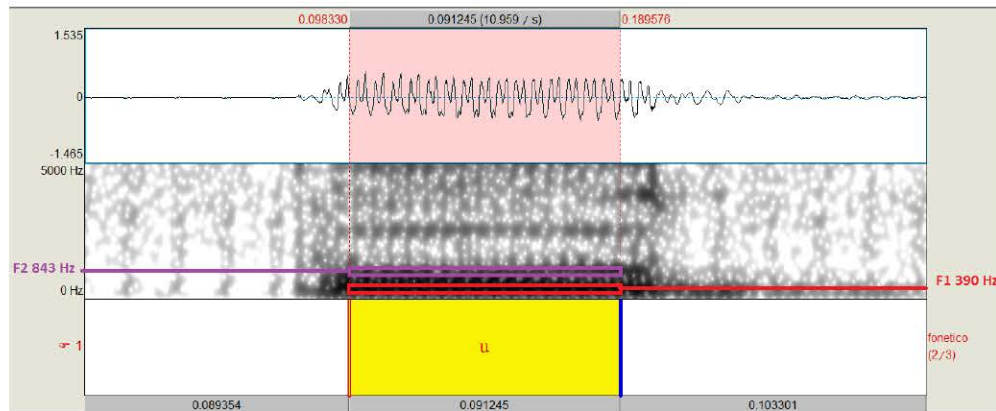 0.098330 0.091245 (10.959 / s) 0.189576
1.535
0
-1.465
5000 Hz
F2 843 Hz
F1 390 Hz
0 Hz
☞ 1
u
fonetico
(2/3)
0.089354 0.091245 0.103301